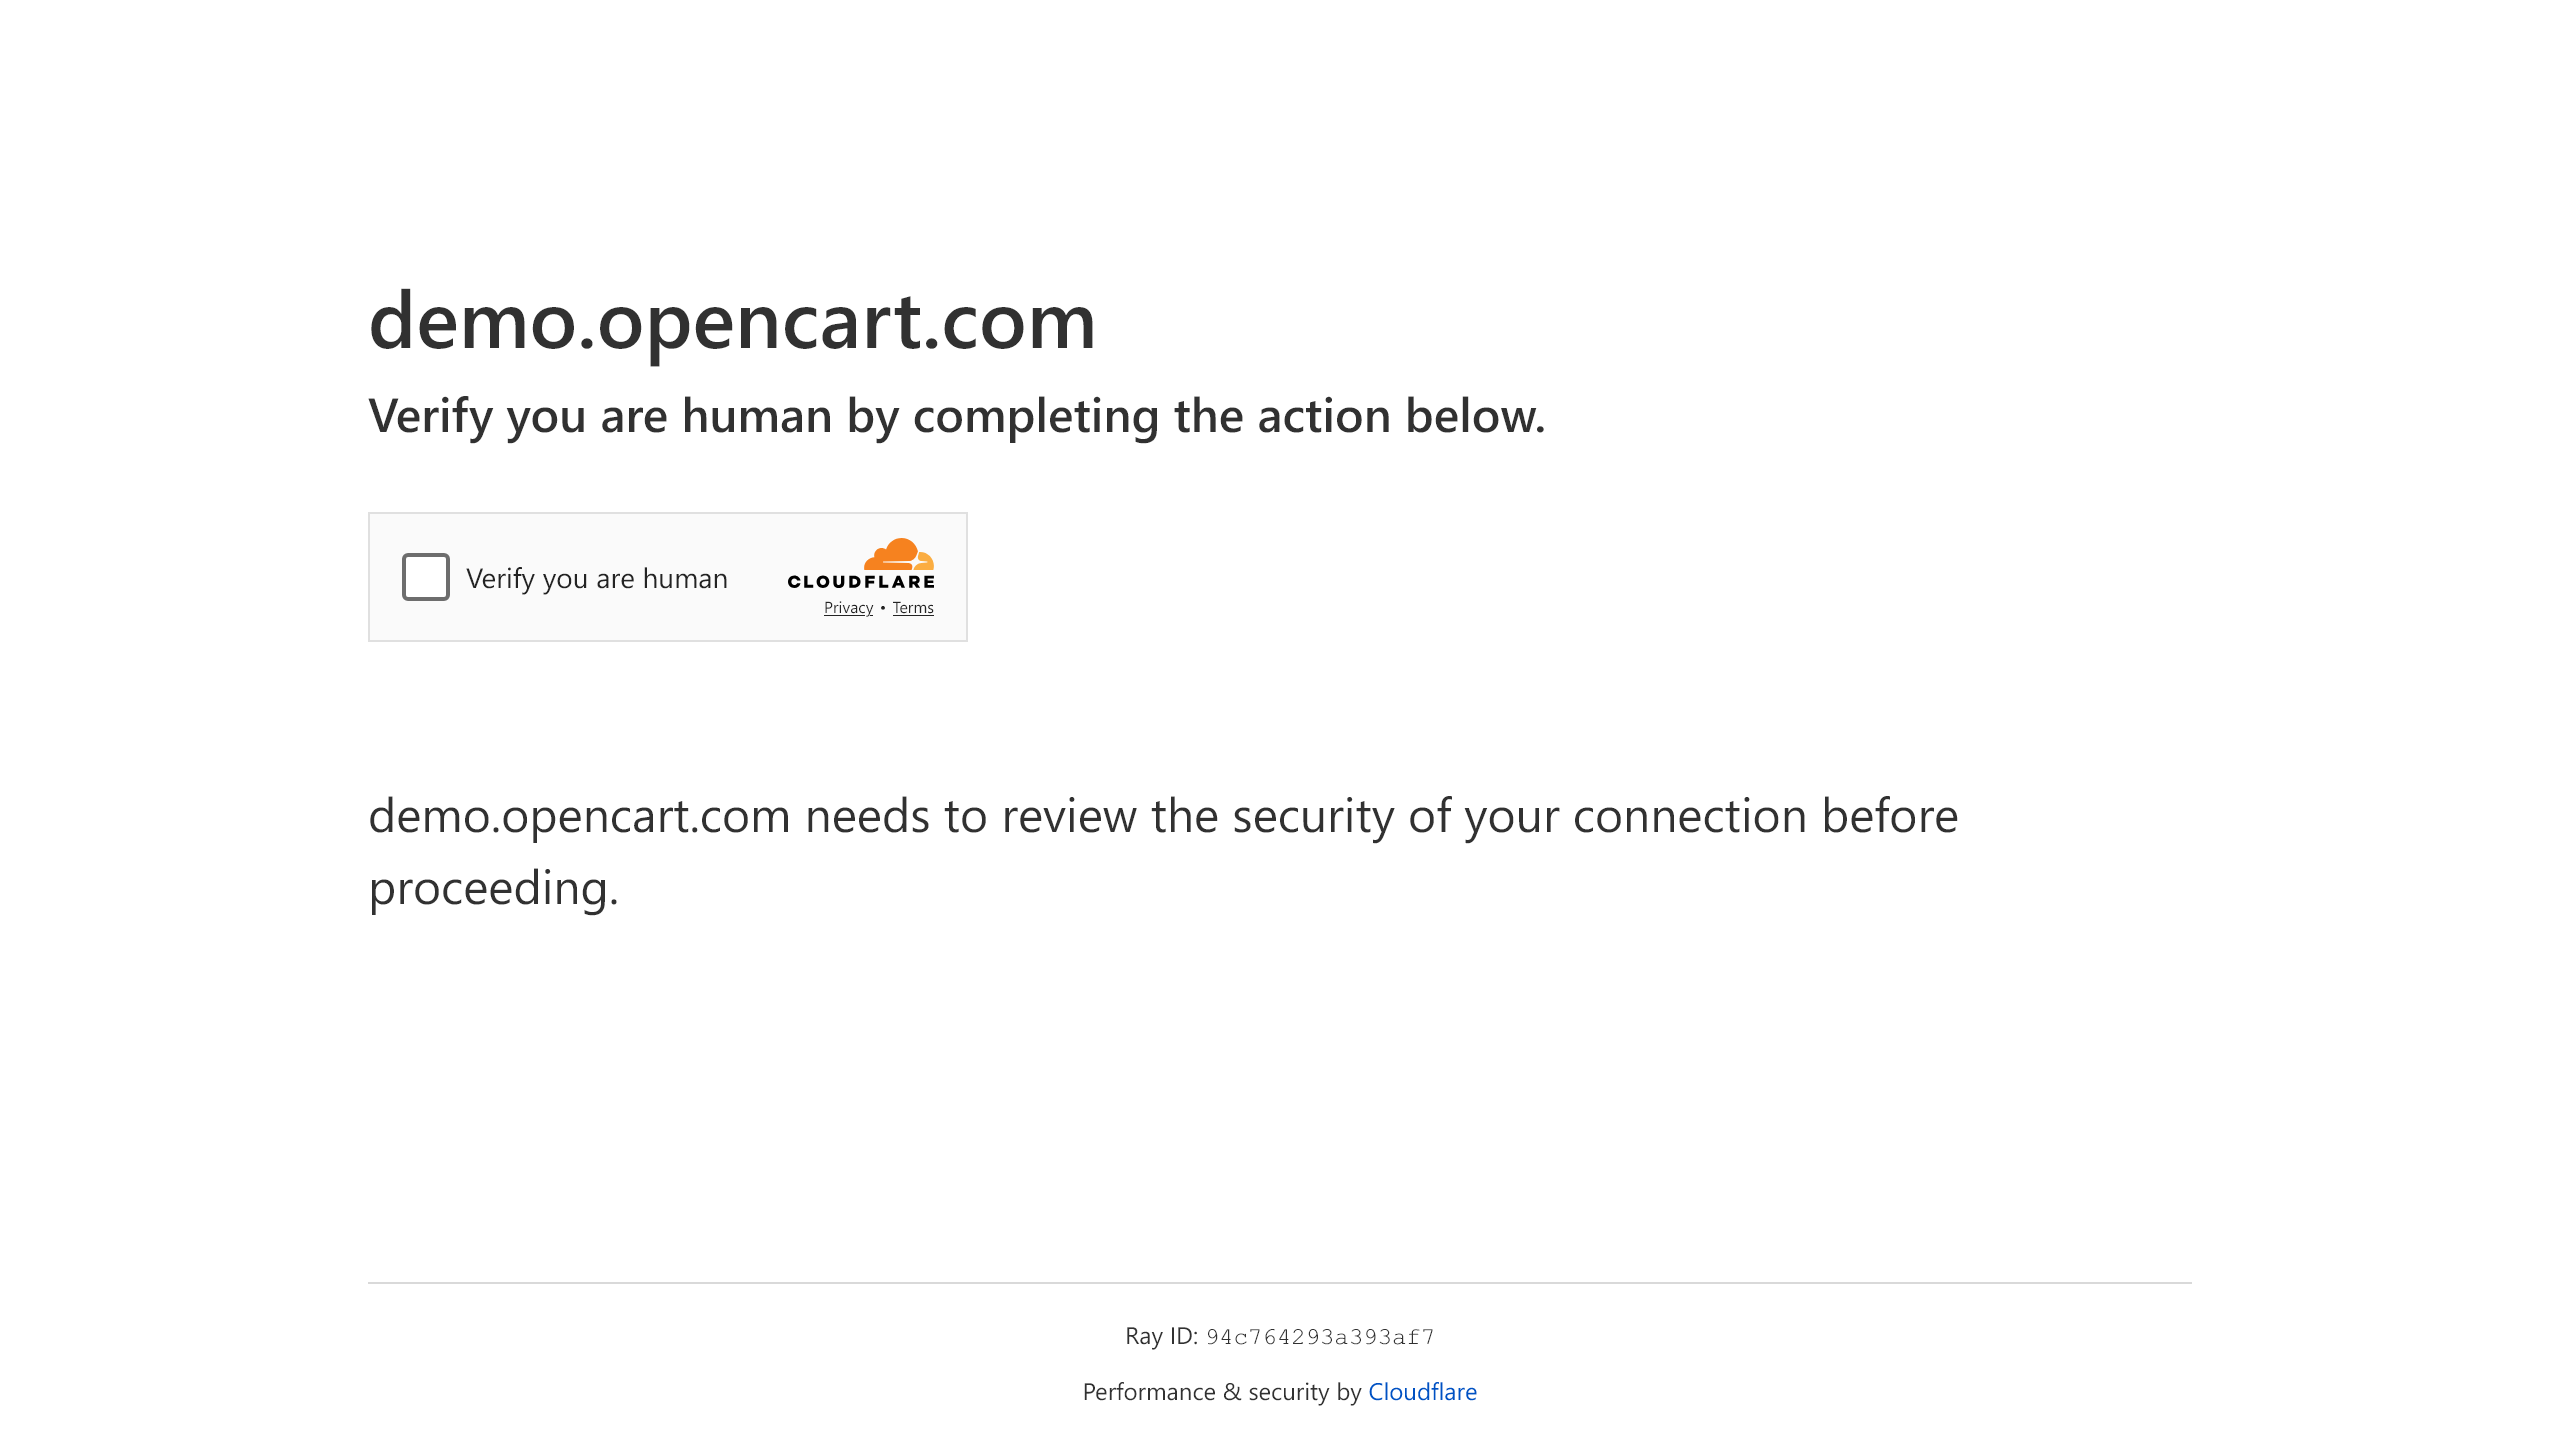 demo.opencart.com
Verify you are human by completing the action below.
Verify you are human
CLOUDFLARE
Privacy • Terms
demo.opencart.com needs to review the security of your connection before
proceeding.
Ray ID: 94c764293a393af7
Performance & security by Cloudflare